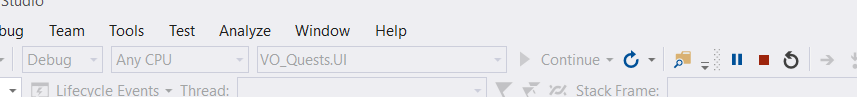 Studio
bug Team Tools Test Analyze Window Help
Debug Any CPU VO_Quests.UI Continue
Lifecycle Events Thread: Stack Frame: